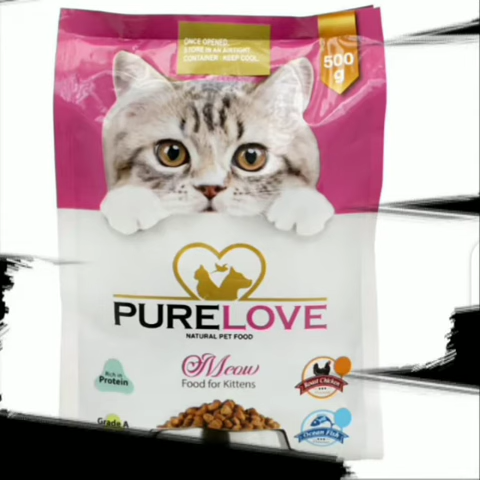 ONCE OPENED,
STORE IN AN AIRTIGHT
CONTAINER : KEEP COOL.
500
g
PURELOVE
NATURAL PET FOOD
Meow
Food for Kittens
Rich in
Protein
Roast Chicken
Grade A
Ocean Fish